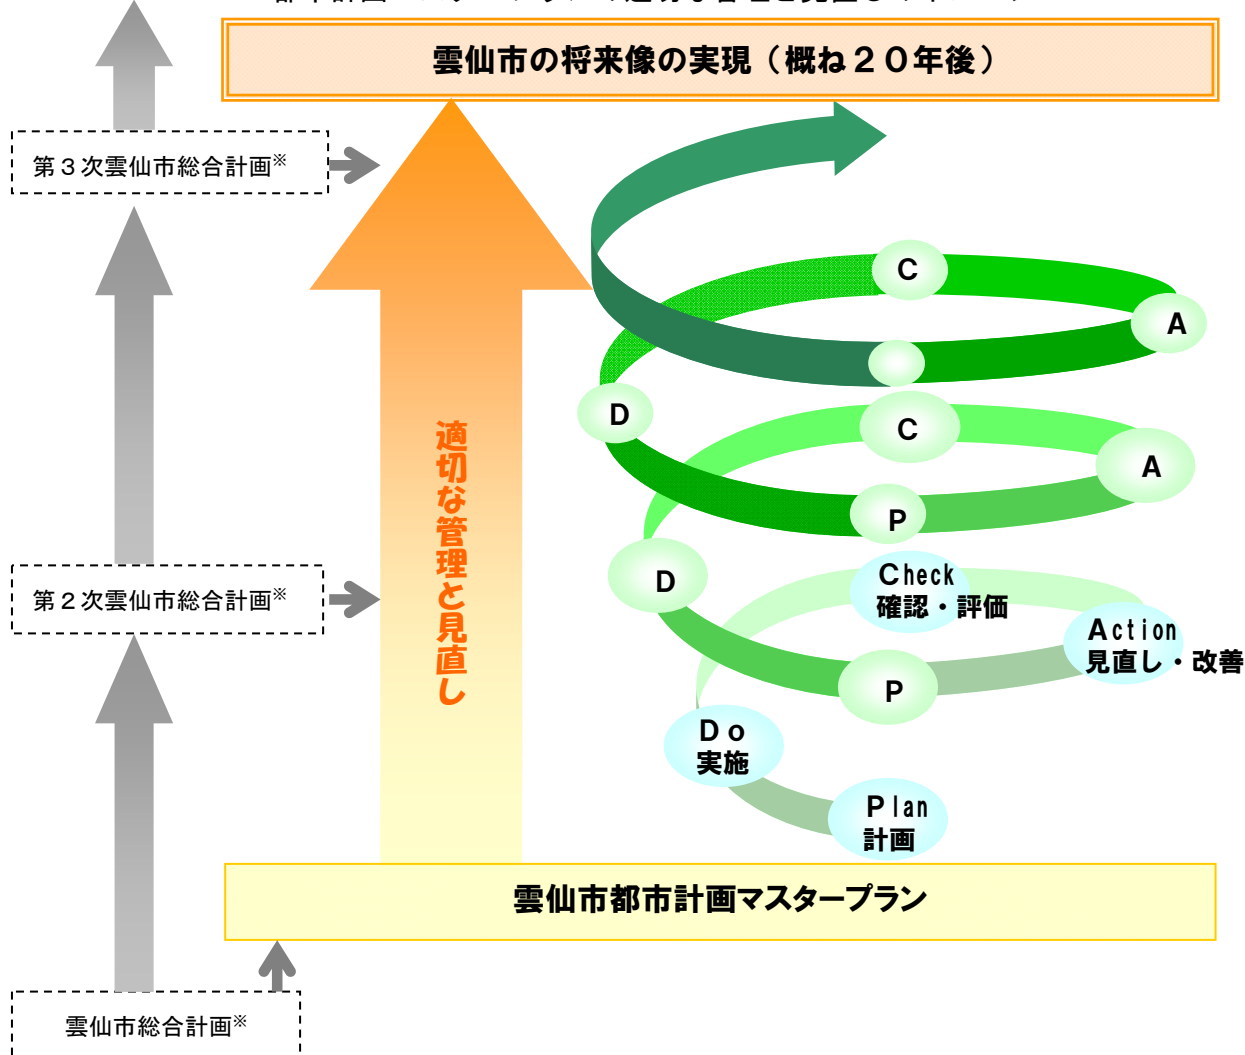 雲仙市の将来像の実現（概ね２０年後）
第３次雲仙市総合計画※
C
A
D
C
A
P
適切な管理と見直し
第２次雲仙市総合計画※
D
Check
確認・評価
Action
見直し・改善
P
Do
実施
Plan
計画
雲仙市都市計画マスタープラン
雲仙市総合計画※